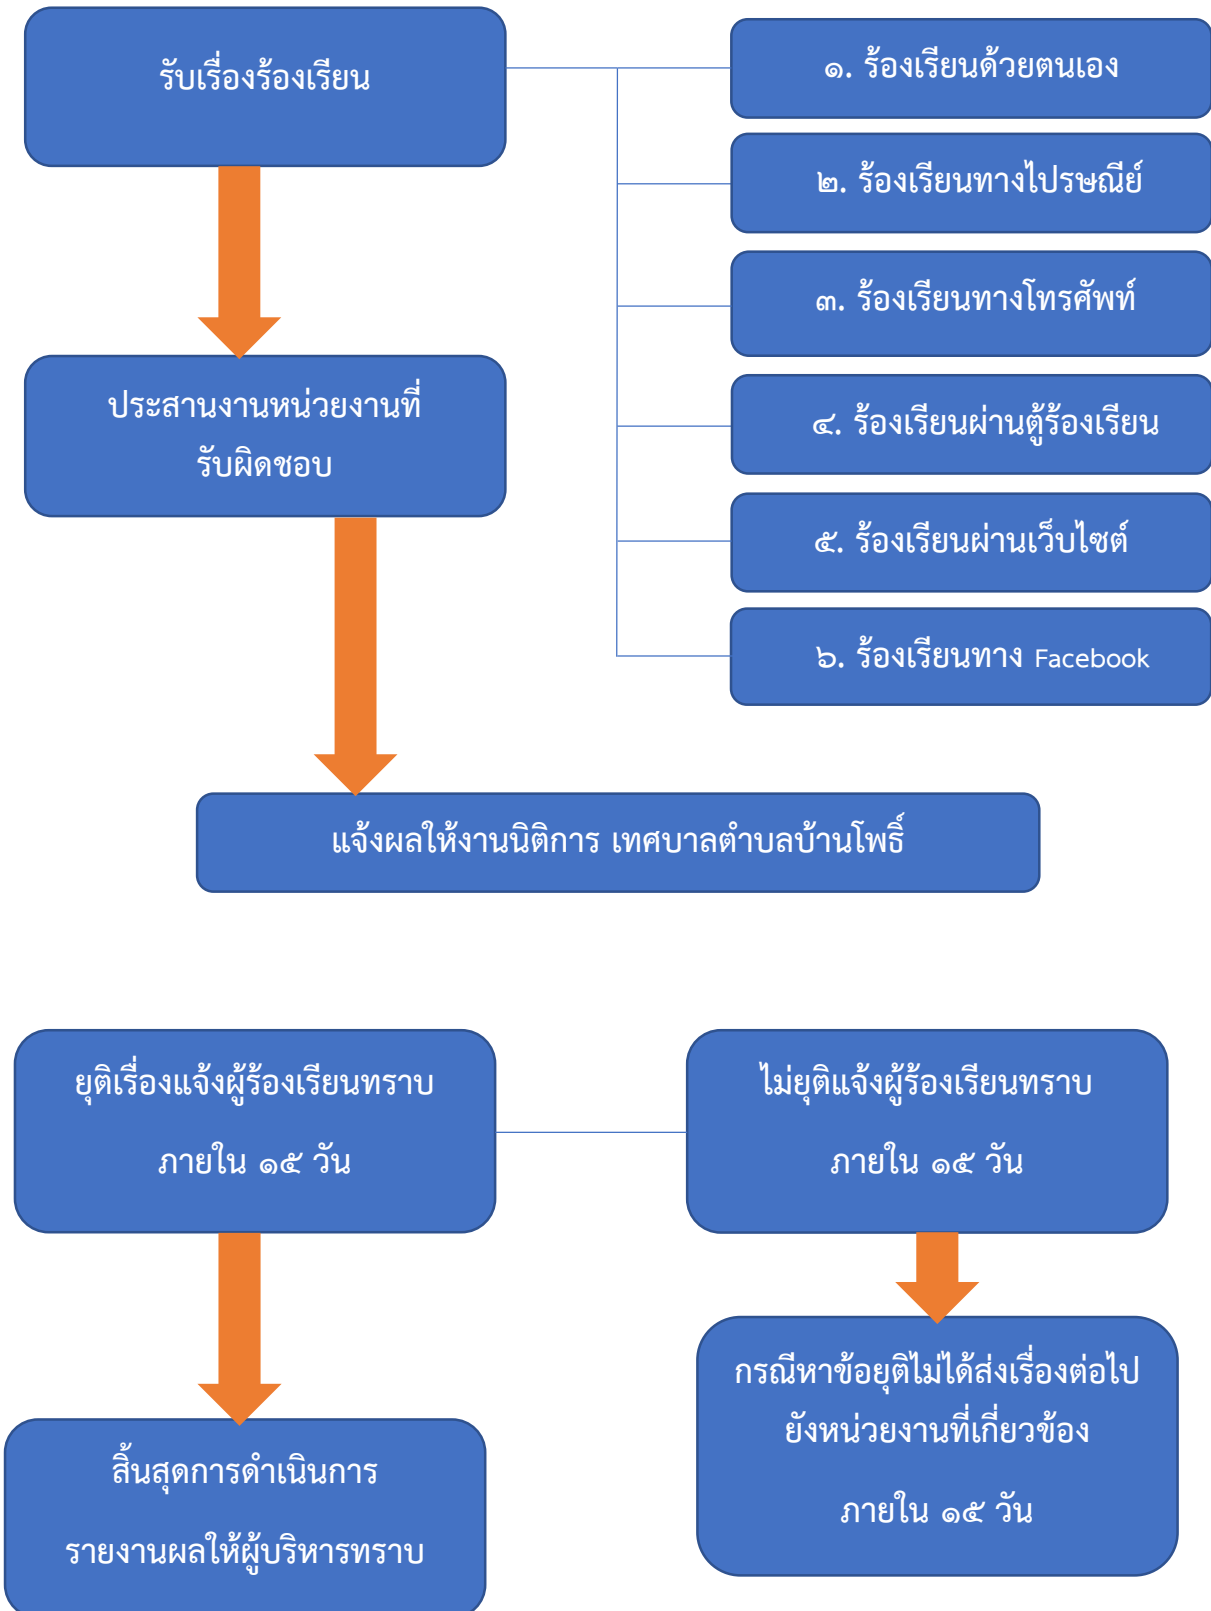 รับเรื่องร้องเรียน
๑. ร้องเรียนด้วยตนเอง
๒. ร้องเรียนทางไปรษณีย์
๓. ร้องเรียนทางโทรศัพท์
๔. ร้องเรียนผ่านตู้ร้องเรียน
๕. ร้องเรียนผ่านเว็บไซต์
๖. ร้องเรียนทาง Facebook
ประสานงานหน่วยงานที่
รับผิดชอบ
แจ้งผลให้งานนิติการ เทศบาลตำบลบ้านโพธิ์
ยุติเรื่องแจ้งผู้ร้องเรียนทราบ
ภายใน ๑๕ วัน
ไม่ยุติแจ้งผู้ร้องเรียนทราบ
ภายใน ๑๕ วัน
สิ้นสุดการดำเนินการ
รายงานผลให้ผู้บริหารทราบ
กรณีหาข้อยุติไม่ได้ส่งเรื่องต่อไป
ยังหน่วยงานที่เกี่ยวข้อง
ภายใน ๑๕ วัน